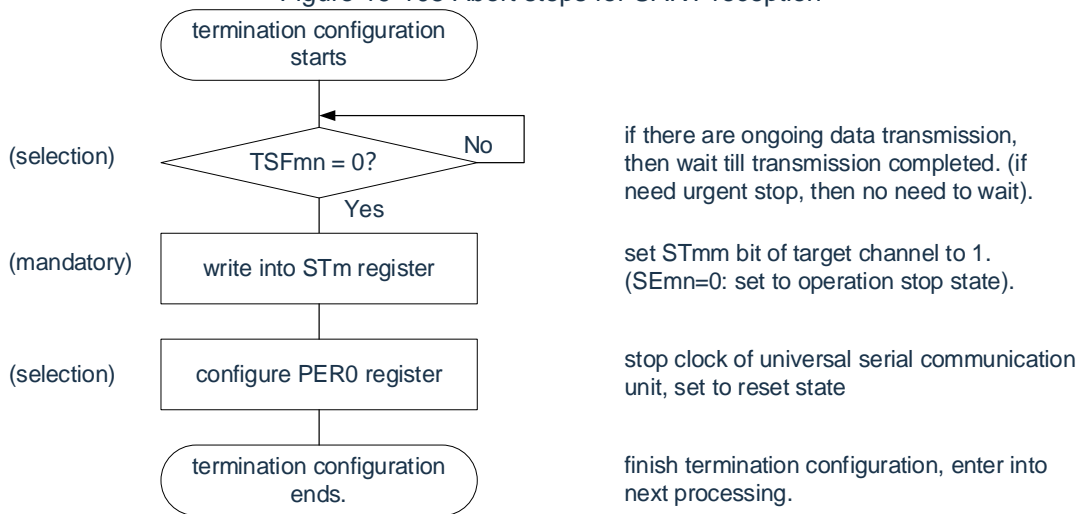 termination configuration
starts
(selection)
TSFmn = 0?
No
Yes
if there are ongoing data transmission,
then wait till transmission completed. (if
need urgent stop, then no need to wait).
(mandatory)
write into STm register
set STmm bit of target channel to 1.
(SEmn=0: set to operation stop state).
(selection)
configure PER0 register
stop clock of universal serial communication
unit, set to reset state
termination configuration
ends.
finish termination configuration, enter into
next processing.